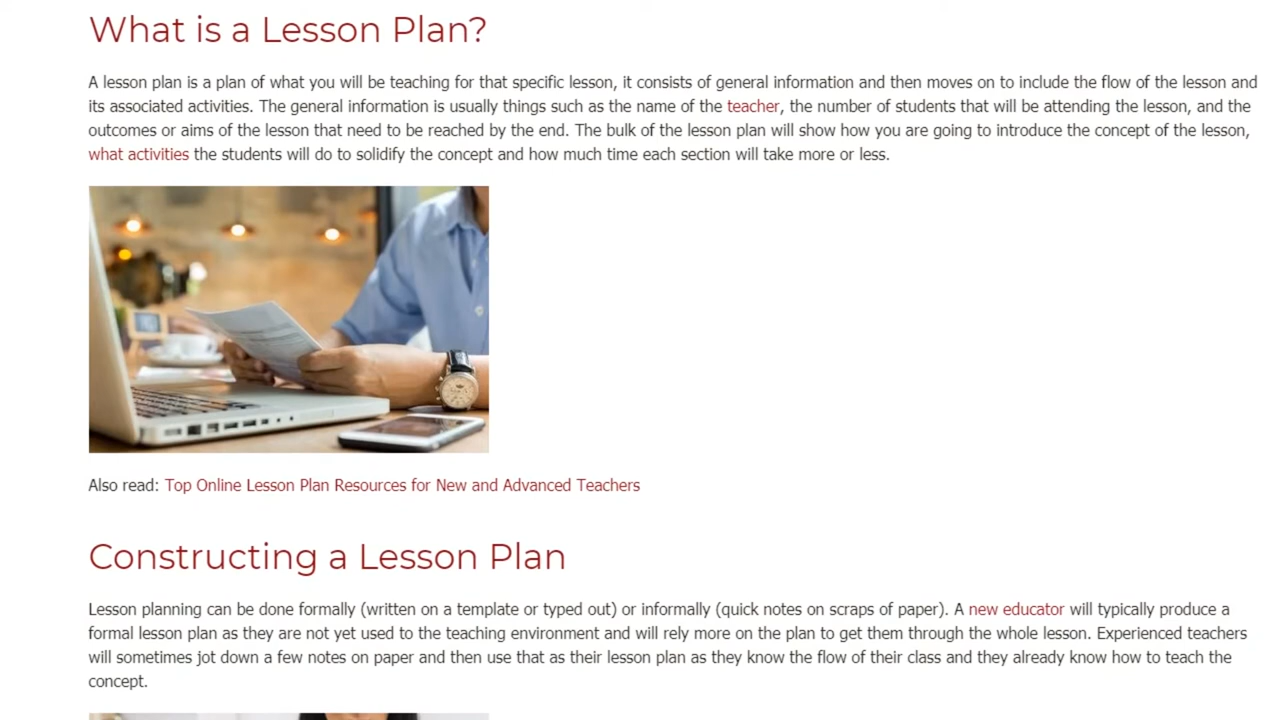 What is a Lesson Plan?
A lesson plan is a plan of what you will be teaching for that specific lesson, it consists of general information and then moves on to include the flow of the lesson and
its associated activities. The general information is usually things such as the name of the teacher, the number of students that will be attending the lesson, and the
outcomes or aims of the lesson that need to be reached by the end. The bulk of the lesson plan will show how you are going to introduce the concept of the lesson,
what activities the students will do to solidify the concept and how much time each section will take more or less.
Also read: Top Online Lesson Plan Resources for New and Advanced Teachers
Constructing a Lesson Plan
Lesson planning can be done formally (written on a template or typed out) or informally (quick notes on scraps of paper). A new educator will typically produce a
formal lesson plan as they are not yet used to the teaching environment and will rely more on the plan to get them through the whole lesson. Experienced teachers
will sometimes jot down a few notes on paper and then use that as their lesson plan as they know the flow of their class and they already know how to teach the
concept.